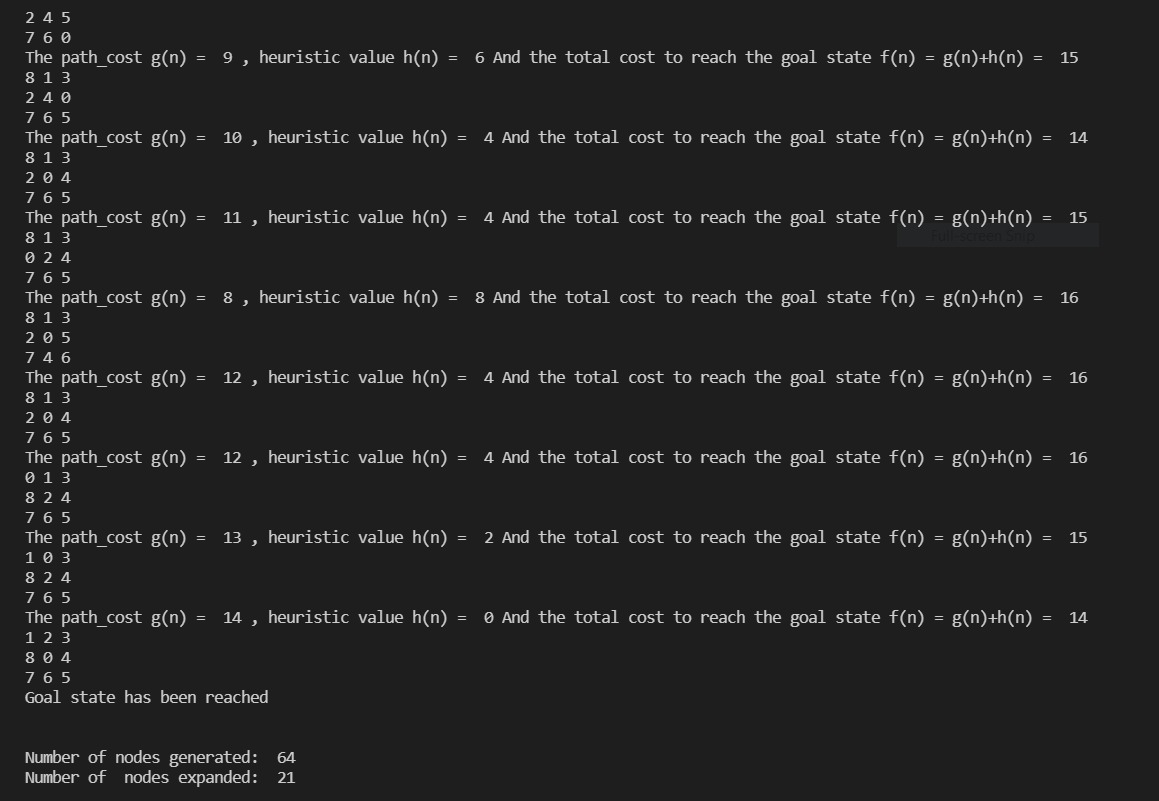 2 4 5
7 6 0
The path_cost g(n) =  9 , heuristic value h(n) =  6 And the total cost to reach the goal state f(n) = g(n)+h(n) =  15
8 1 3
2 4 0
7 6 5
The path_cost g(n) =  10 , heuristic value h(n) =  4 And the total cost to reach the goal state f(n) = g(n)+h(n) =  14
8 1 3
2 0 4
7 6 5
The path_cost g(n) =  11 , heuristic value h(n) =  4 And the total cost to reach the goal state f(n) = g(n)+h(n) =  15
Full-screen Snip
8 1 3
0 2 4
7 6 5
The path_cost g(n) =  8 , heuristic value h(n) =  8 And the total cost to reach the goal state f(n) = g(n)+h(n) =  16
8 1 3
2 0 5
7 4 6
The path_cost g(n) =  12 , heuristic value h(n) =  4 And the total cost to reach the goal state f(n) = g(n)+h(n) =  16
8 1 3
2 0 4
7 6 5
The path_cost g(n) =  12 , heuristic value h(n) =  4 And the total cost to reach the goal state f(n) = g(n)+h(n) =  16
0 1 3
8 2 4
7 6 5
The path_cost g(n) =  13 , heuristic value h(n) =  2 And the total cost to reach the goal state f(n) = g(n)+h(n) =  15
1 0 3
8 2 4
7 6 5
The path_cost g(n) =  14 , heuristic value h(n) =  0 And the total cost to reach the goal state f(n) = g(n)+h(n) =  14
1 2 3
8 0 4
7 6 5
Goal state has been reached
Number of nodes generated:  64
Number of  nodes expanded:  21